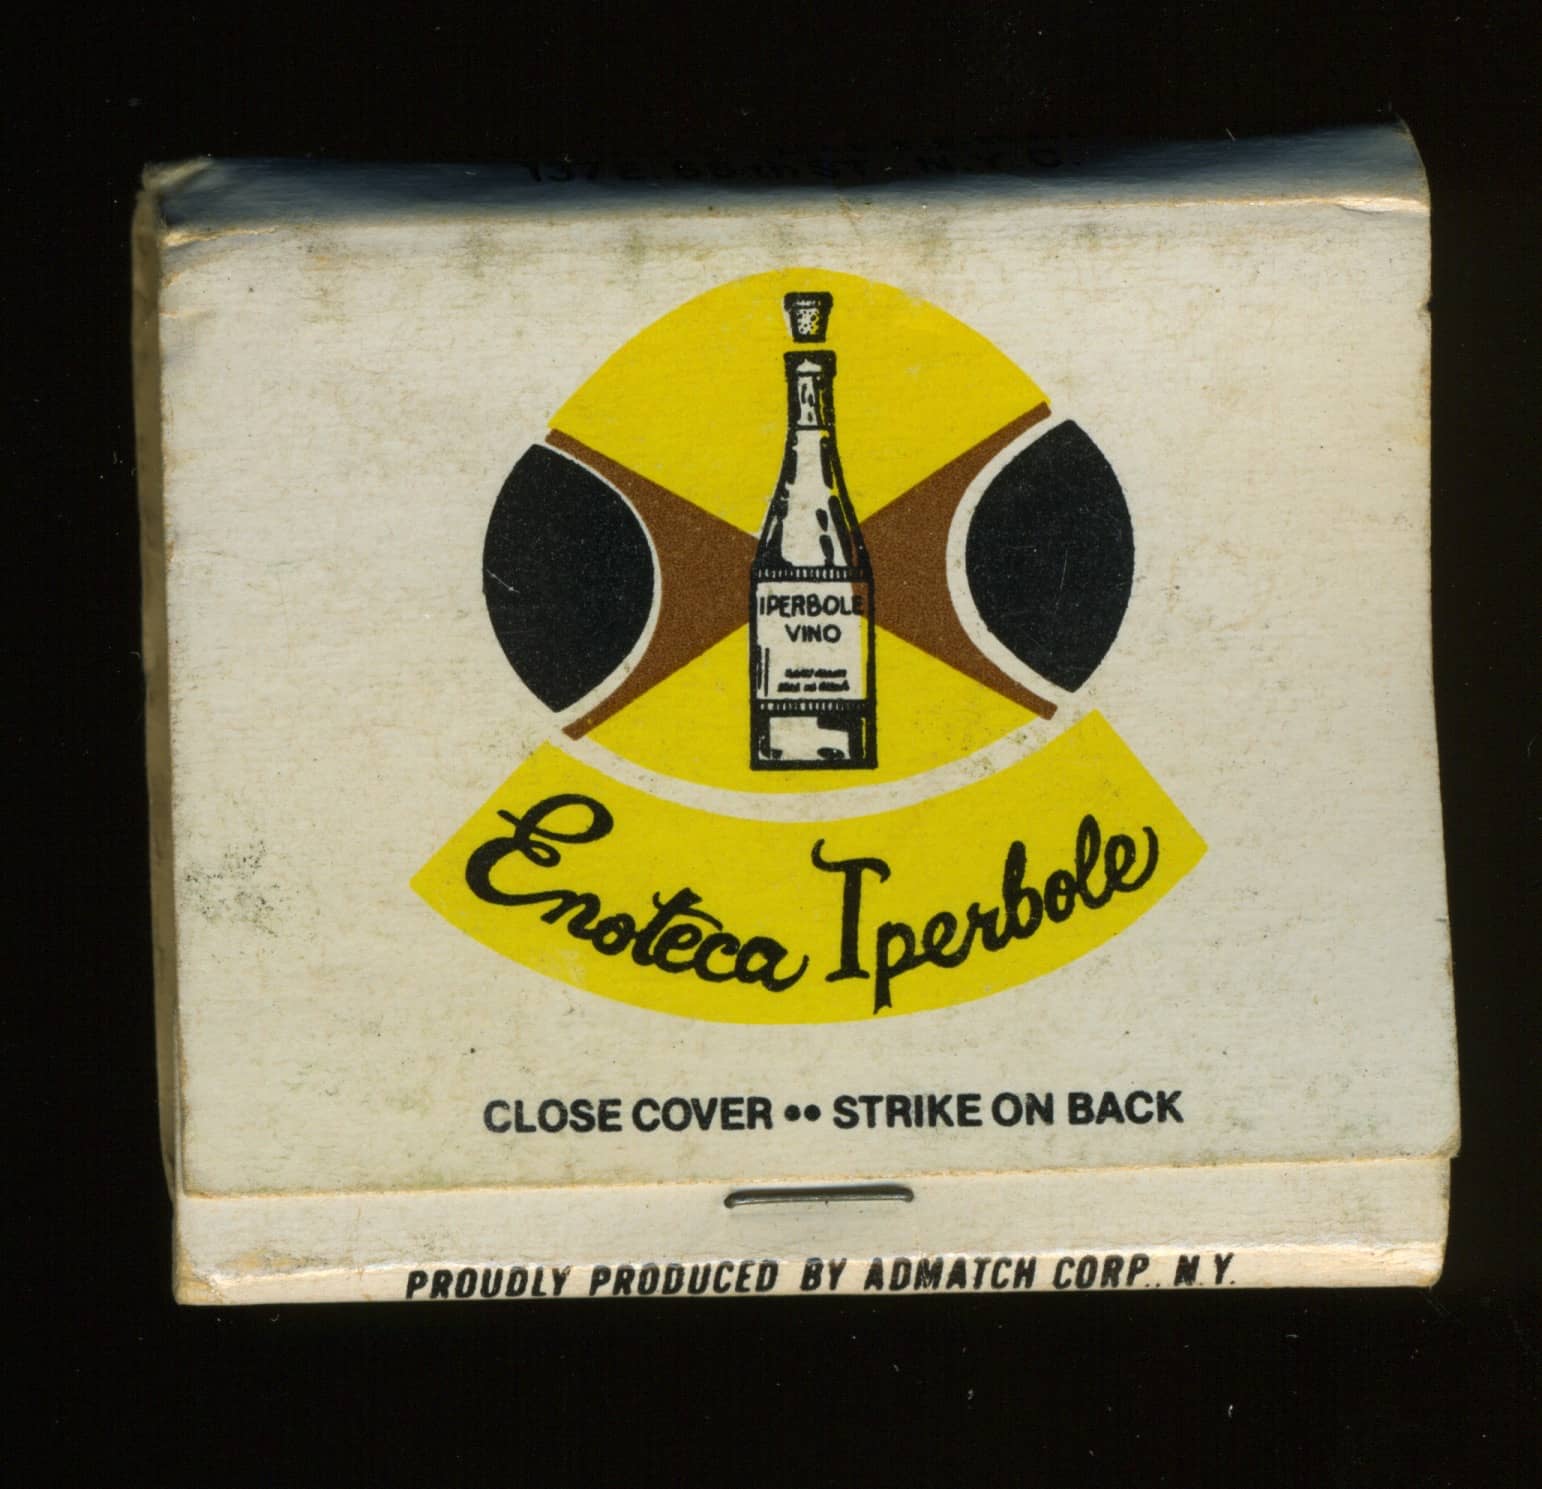 N.Y.C.
IPERBOLE
VINO
Enoteca Iperbole
CLOSE COVER •• STRIKE ON BACK
PROUDLY PRODUCED BY ADMATCH CORP., N.Y.